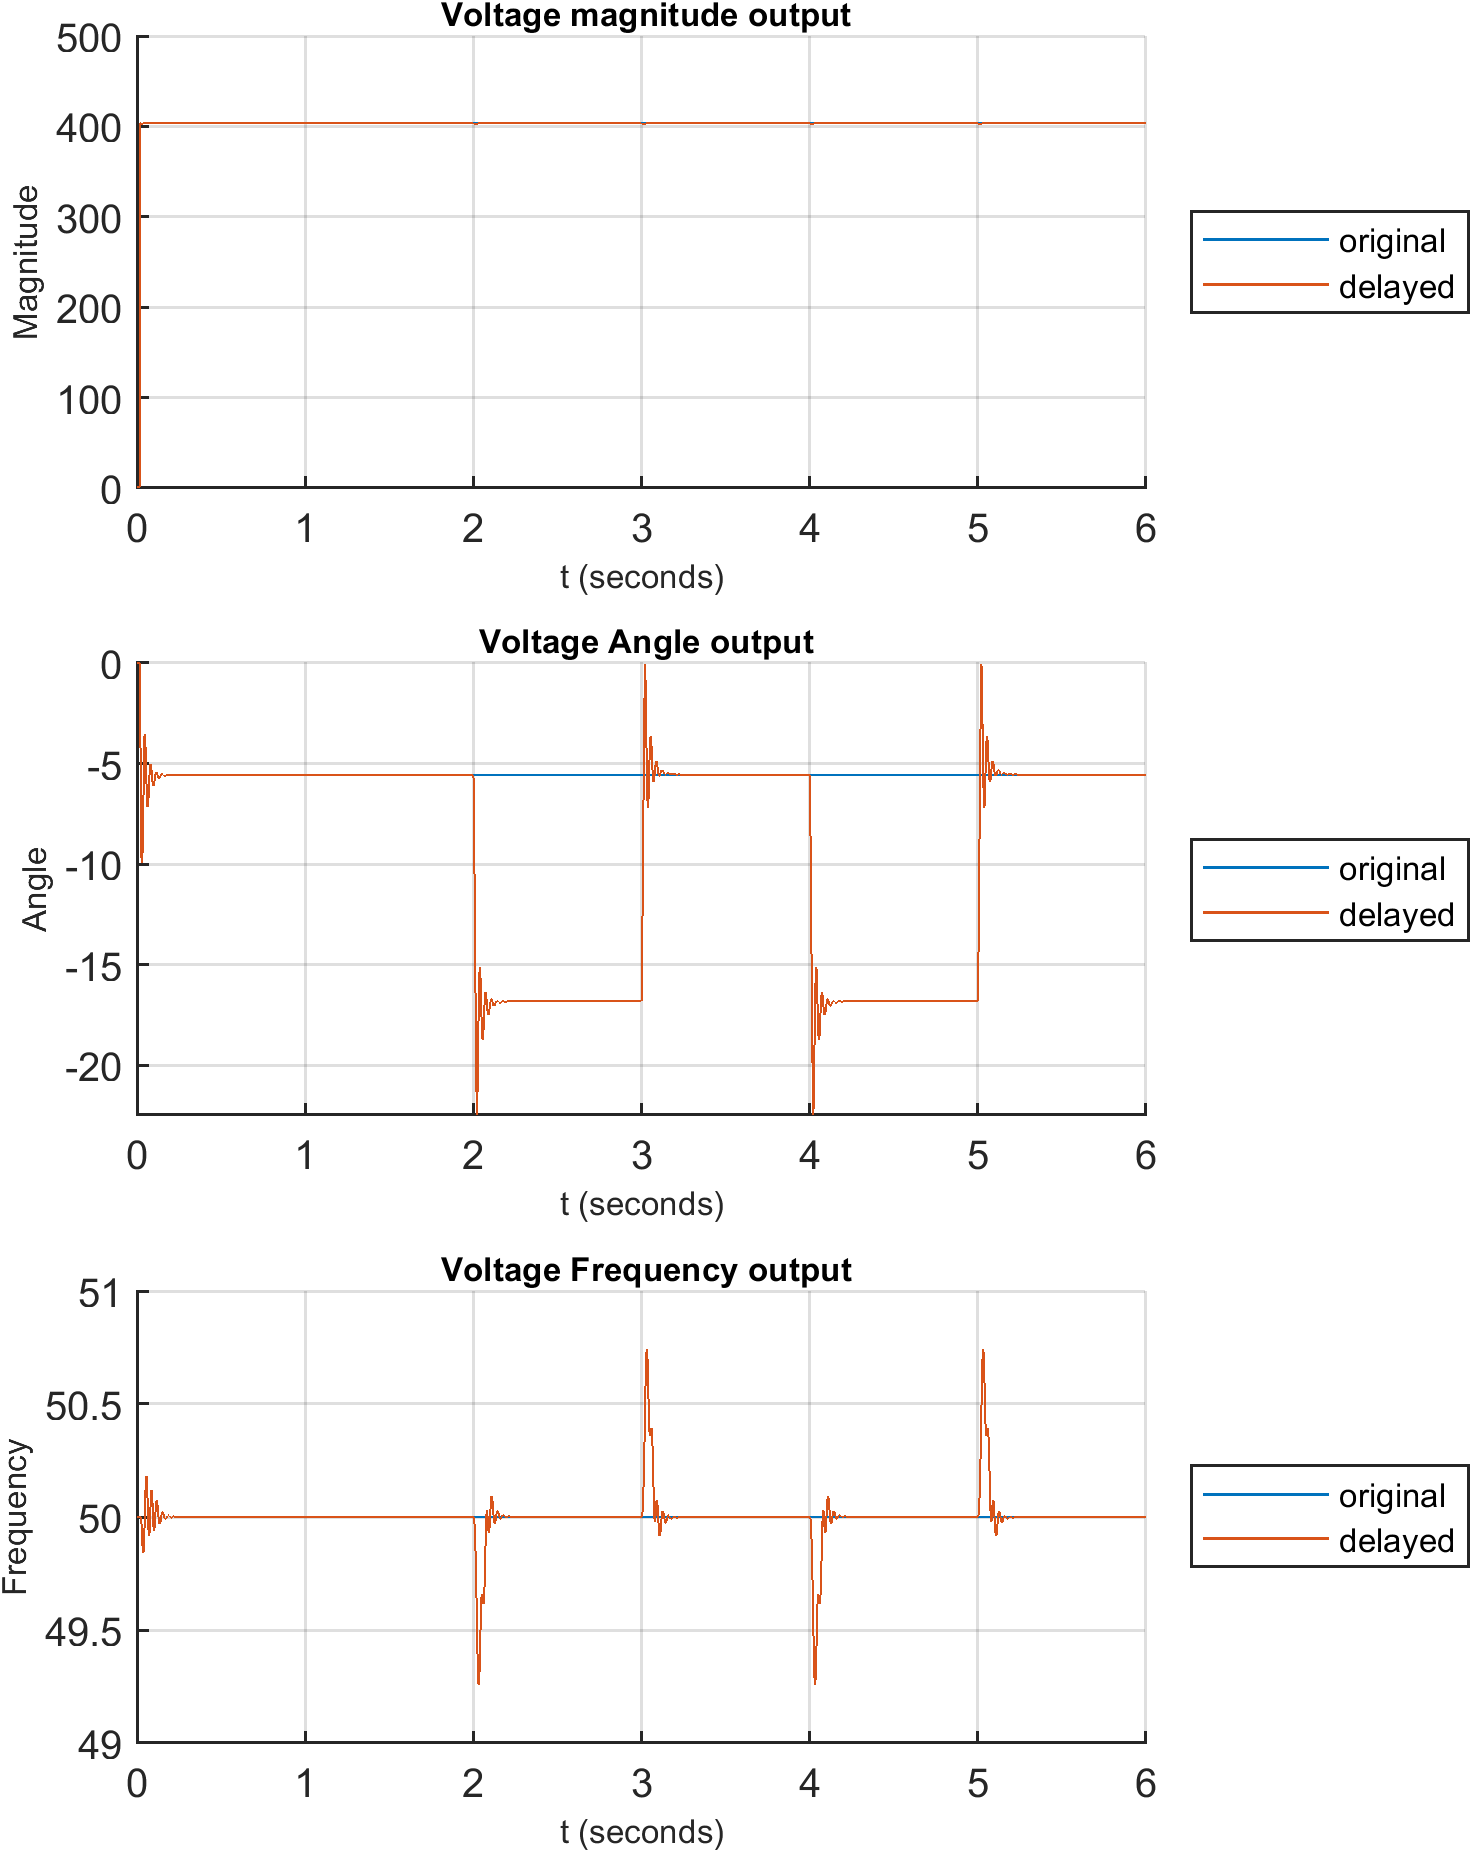 Voltage magnitude output
500
400
300
200
100
0
Magnitude
0 1 2 3 4 5 6
t (seconds)
original
delayed
Voltage Angle output
0
-5
-10
-15
-20
Angle
0 1 2 3 4 5 6
t (seconds)
original
delayed
Voltage Frequency output
51
50.5
50
49.5
49
Frequency
0 1 2 3 4 5 6
t (seconds)
original
delayed